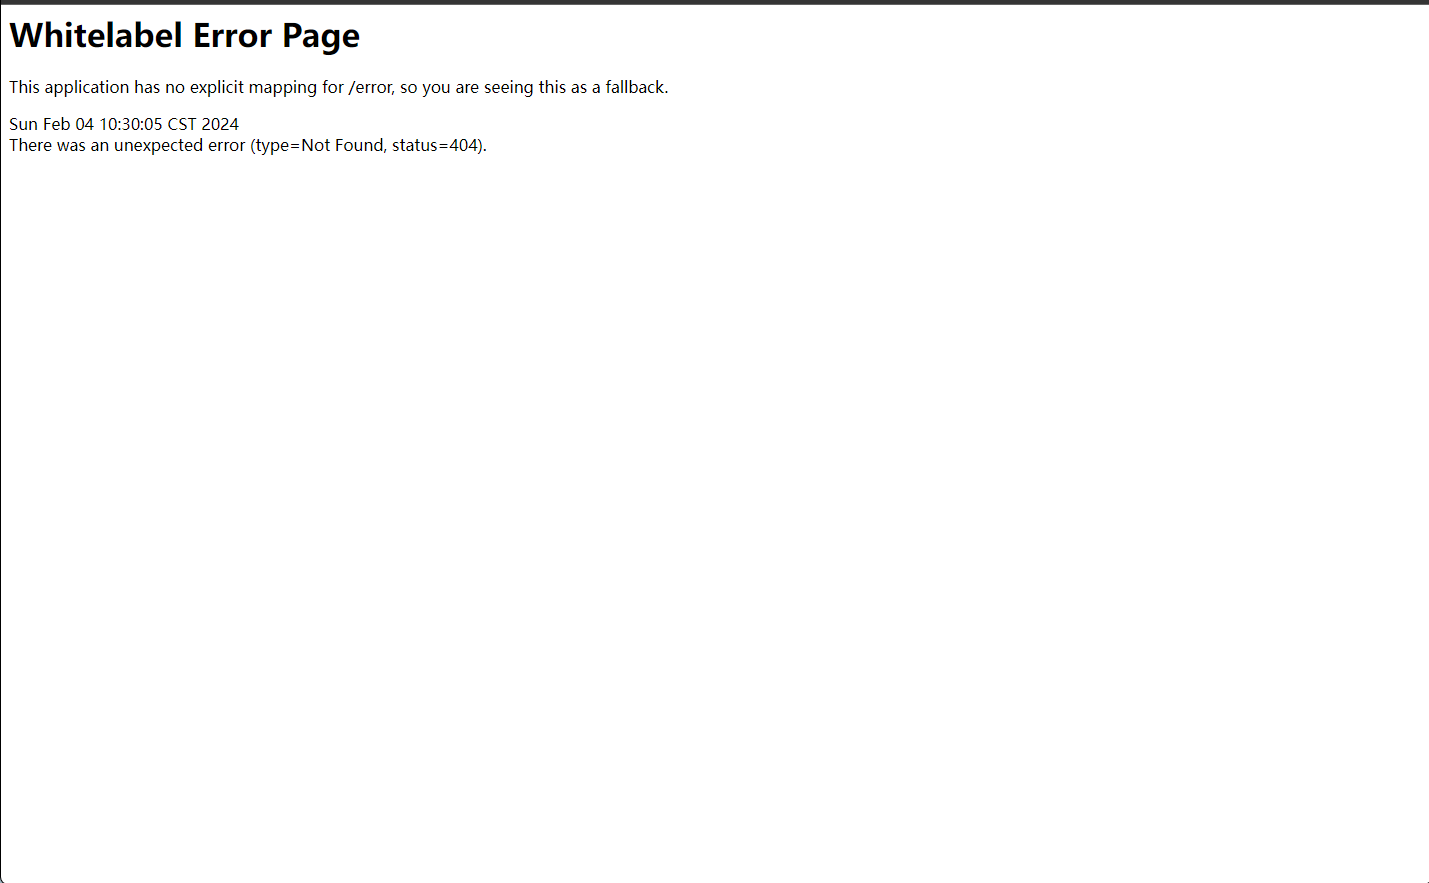 Whitelabel Error Page
This application has no explicit mapping for /error, so you are seeing this as a fallback.
Sun Feb 04 10:30:05 CST 2024
There was an unexpected error (type=Not Found, status=404).